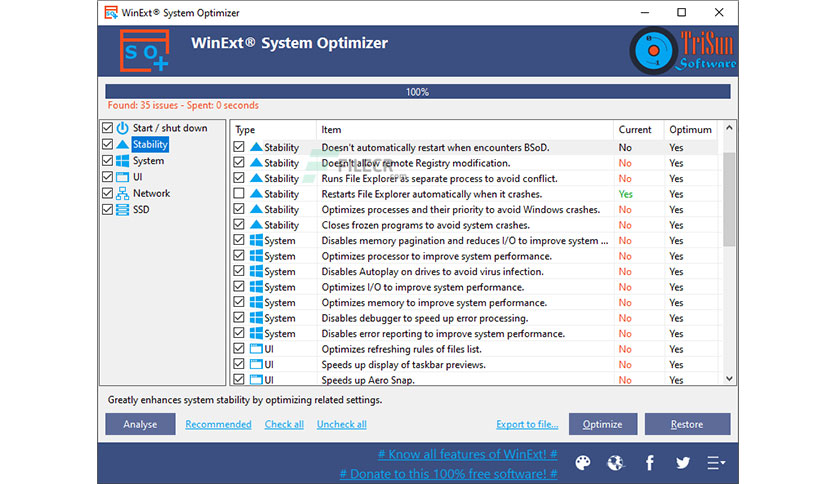 WinExt® System Optimizer
S O
WinExt® System Optimizer
TriSun
Software
100%
Found: 35 issues - Spent: 0 seconds
Start / shut down
Stability
System
UI
Network
SSD
Type Item Current Optimum
Stability Doesn't automatically restart when encounters BSoD. No Yes
Stability Doesn't allow remote Registry modification. No Yes
FILECR
.com
Stability Runs File Explorer as separate process to avoid conflict. No Yes
Stability Restarts File Explorer automatically when it crashes. Yes Yes
Stability Optimizes processes and their priority to avoid Windows crashes. No Yes
Stability Closes frozen programs to avoid system crashes. No Yes
System Disables memory pagination and reduces I/O to improve system ... No Yes
System Optimizes processor to improve system performance. No Yes
System Disables Autoplay on drives to avoid virus infection. No Yes
System Optimizes I/O to improve system performance. No Yes
System Optimizes memory to improve system performance. No Yes
System Disables debugger to speed up error processing. No Yes
System Disables error reporting to improve system performance. No Yes
UI Optimizes refreshing rules of files list. No Yes
UI Speeds up display of taskbar previews. No Yes
UI Speeds up Aero Snap. No Yes
Greatly enhances system stability by optimizing related settings.
Analyse Recommended Check all Uncheck all Export to file... Optimize Restore
# Know all features of WinExt! #
# Donate to this 100% free software! #